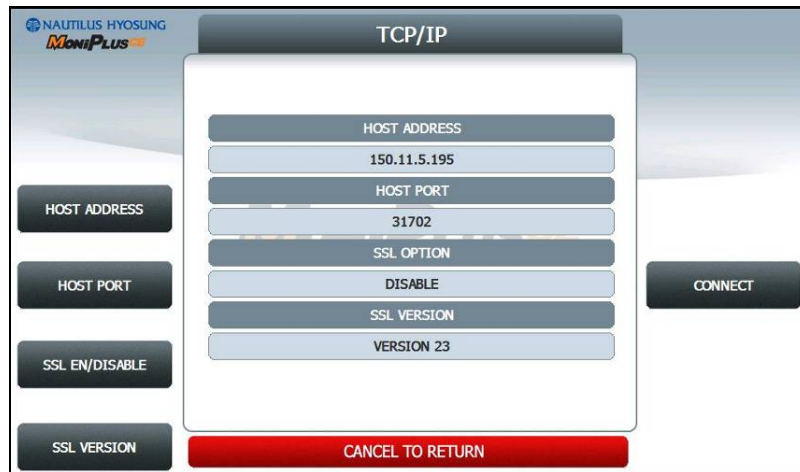 NAUTILUS HYOSUNG
MoniPlusCE
TCP/IP
HOST ADDRESS
150.11.5.195
HOST PORT
31702
SSL OPTION
DISABLE
SSL VERSION
VERSION 23
HOST ADDRESS
HOST PORT
SSL EN/DISABLE
SSL VERSION
CONNECT
CANCEL TO RETURN